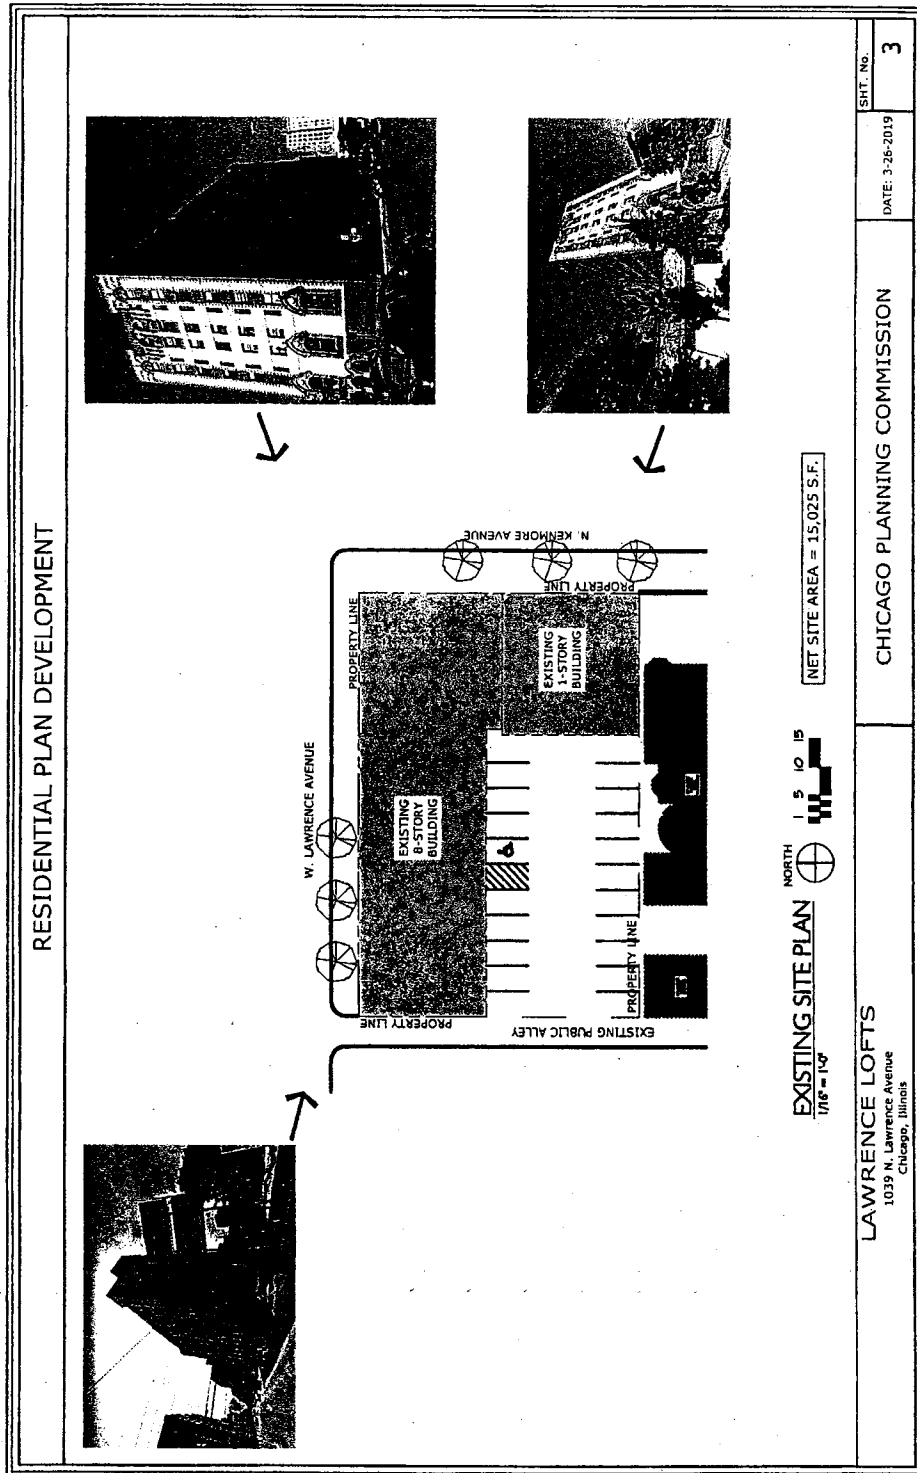 RESIDENTIAL PLAN DEVELOPMENT
W. LAWRENCE AVENUE
PROPERTY LINE
PROPERTY LINE
EXISTING
8-STORY
BUILDING
EXISTING
1-STORY
BUILDING
N. KENMORE AVENUE
PROPERTY LINE
EXISTING PUBLIC ALLEY
PROPERTY LINE
EXISTING SITE PLAN
1/16" = 1'-0"
NORTH
1 5 10 15
NET SITE AREA = 15,025 S.F.
LAWRENCE LOFTS
1039 N. Lawrence Avenue
Chicago, Illinois
CHICAGO PLANNING COMMISSION
DATE: 3-26-2019
SHT. No.
3